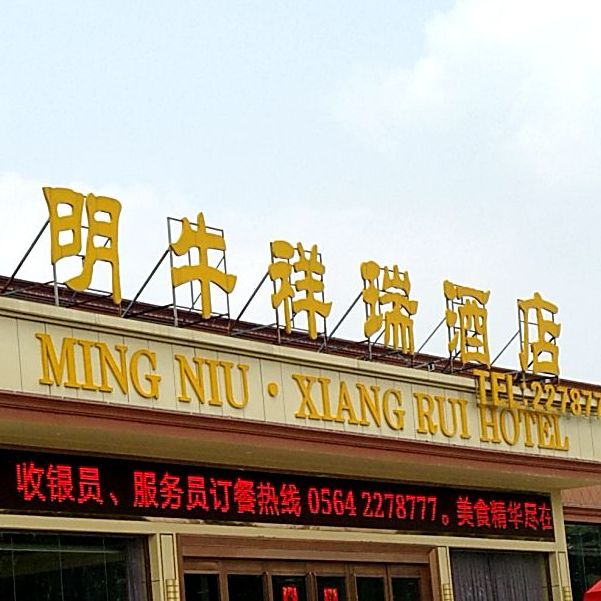 明牛祥瑞酒店
MING NIU · XIANG RUI HOTEL
TEL:227877
收银员、服务员订餐热线 0564 2278777。美食精华尽在